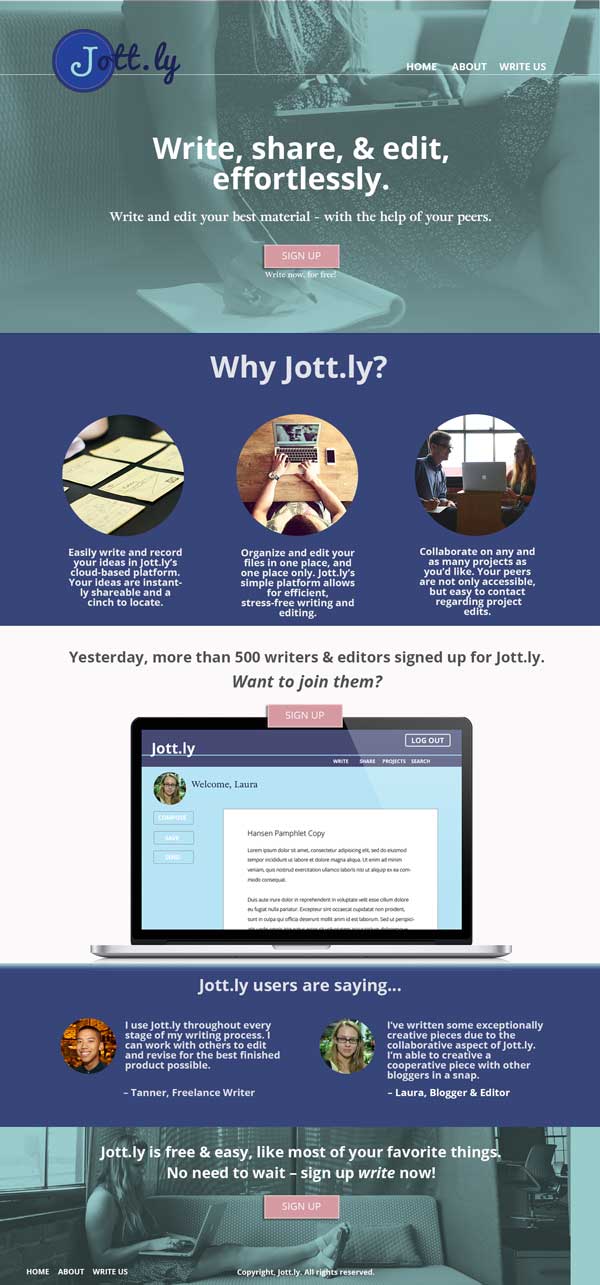 Jott.ly
HOME ABOUT WRITE US
Write, share, & edit,
effortlessly.
Write and edit your best material - with the help of your peers.
SIGN UP
Write now, for free!
Why Jott.ly?
Easily write and record
your ideas in Jott.ly's
cloud-based platform.
Your ideas are instant-
ly shareable and a
cinch to locate.
Organize and edit your
files in one place, and
one place only. Jott.ly's
simple platform allows
for efficient,
stress-free writing and
editing.
Collaborate on any and
as many projects as
you'd like. Your peers
are not only accessible,
but easy to contact
regarding project
edits.
Yesterday, more than 500 writers & editors signed up for Jott.ly.
Want to join them?
SIGN UP
Jott.ly
LOG OUT
WRITE SHARE PROJECTS SEARCH
Welcome, Laura
COMPOSE
SAVE
SEND
Hansen Pamphlet Copy
Lorem ipsum dolor sit amet, consectetur adipisicing elit, sed do eiusmod
tempor incididunt ut labore et dolore magna aliqua. Ut enim ad minim
veniam, quis nostrud exercitation ullamco laboris nisi ut aliquip ex ea com-
modo consequat.
Duis aute irure dolor in reprehenderit in voluptate velit esse cillum dolore
eu fugiat nulla pariatur. Excepteur sint occaecat cupidatat non proident,
sunt in culpa qui officia deserunt mollit anim id est laborum. Sed ut perspici-
Jott.ly users are saying...
I use Jott.ly throughout every
stage of my writing process. I
can work with others to edit
and revise for the best finished
product possible.
– Tanner, Freelance Writer
I've written some exceptionally
creative pieces due to the
collaborative aspect of Jott.ly.
I'm able to creative a
cooperative piece with other
bloggers in a snap.
– Laura, Blogger & Editor
Jott.ly is free & easy, like most of your favorite things.
No need to wait – sign up write now!
SIGN UP
HOME ABOUT WRITE US
Copyright, Jott.ly. All rights reserved.